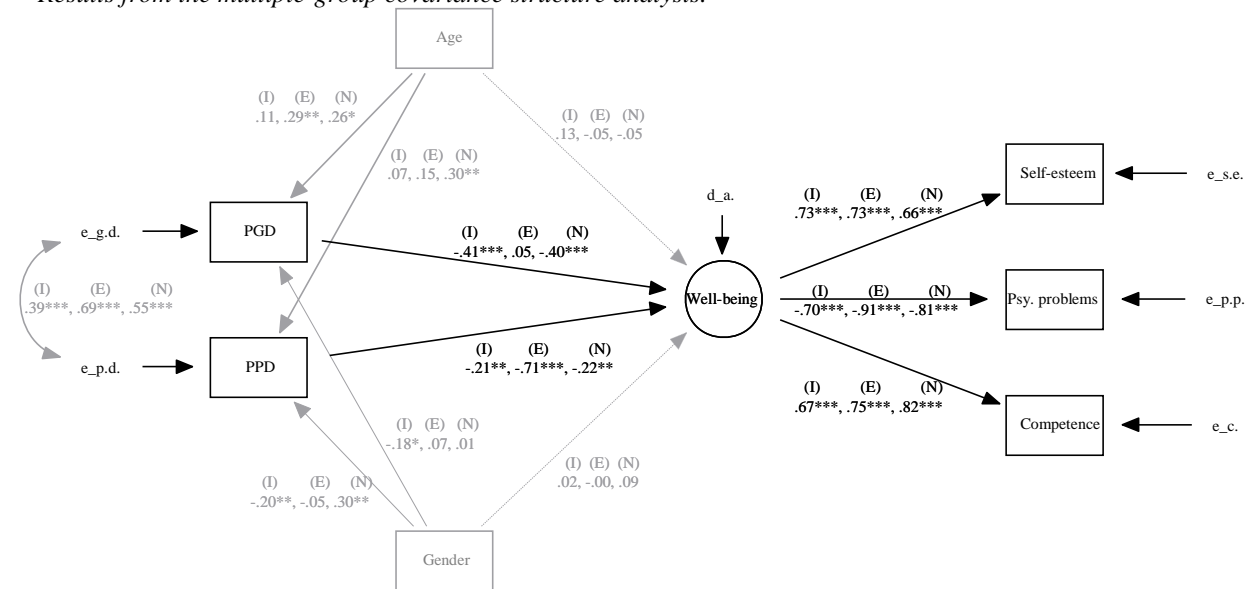 Results from the multiple-group covariance structure analysis.
Age
(I) (E) (N)
.11, .29**, .26*
(I) (E) (N)
.13, -.05, -.05
(I) (E) (N)
.07, .15, .30**
Self-esteem
e_s.e.
d_a.
(I) (E) (N)
.73***, .73***, .66***
e_g.d.
PGD
(I) (E) (N)
-.41***, .05, -.40***
(I) (E) (N)
.39***, .69***, .55***
Well-being
(I) (E) (N)
-.70***, -.91***, -.81***
Psy. problems
e_p.p.
e_p.d.
PPD
(I) (E) (N)
-.21**, -.71***, -.22**
(I) (E) (N)
.67***, .75***, .82***
Competence
e_c.
(I) (E) (N)
-.18*, .07, .01
(I) (E) (N)
.02, -.00, .09
(I) (E) (N)
-.20**, -.05, .30**
Gender